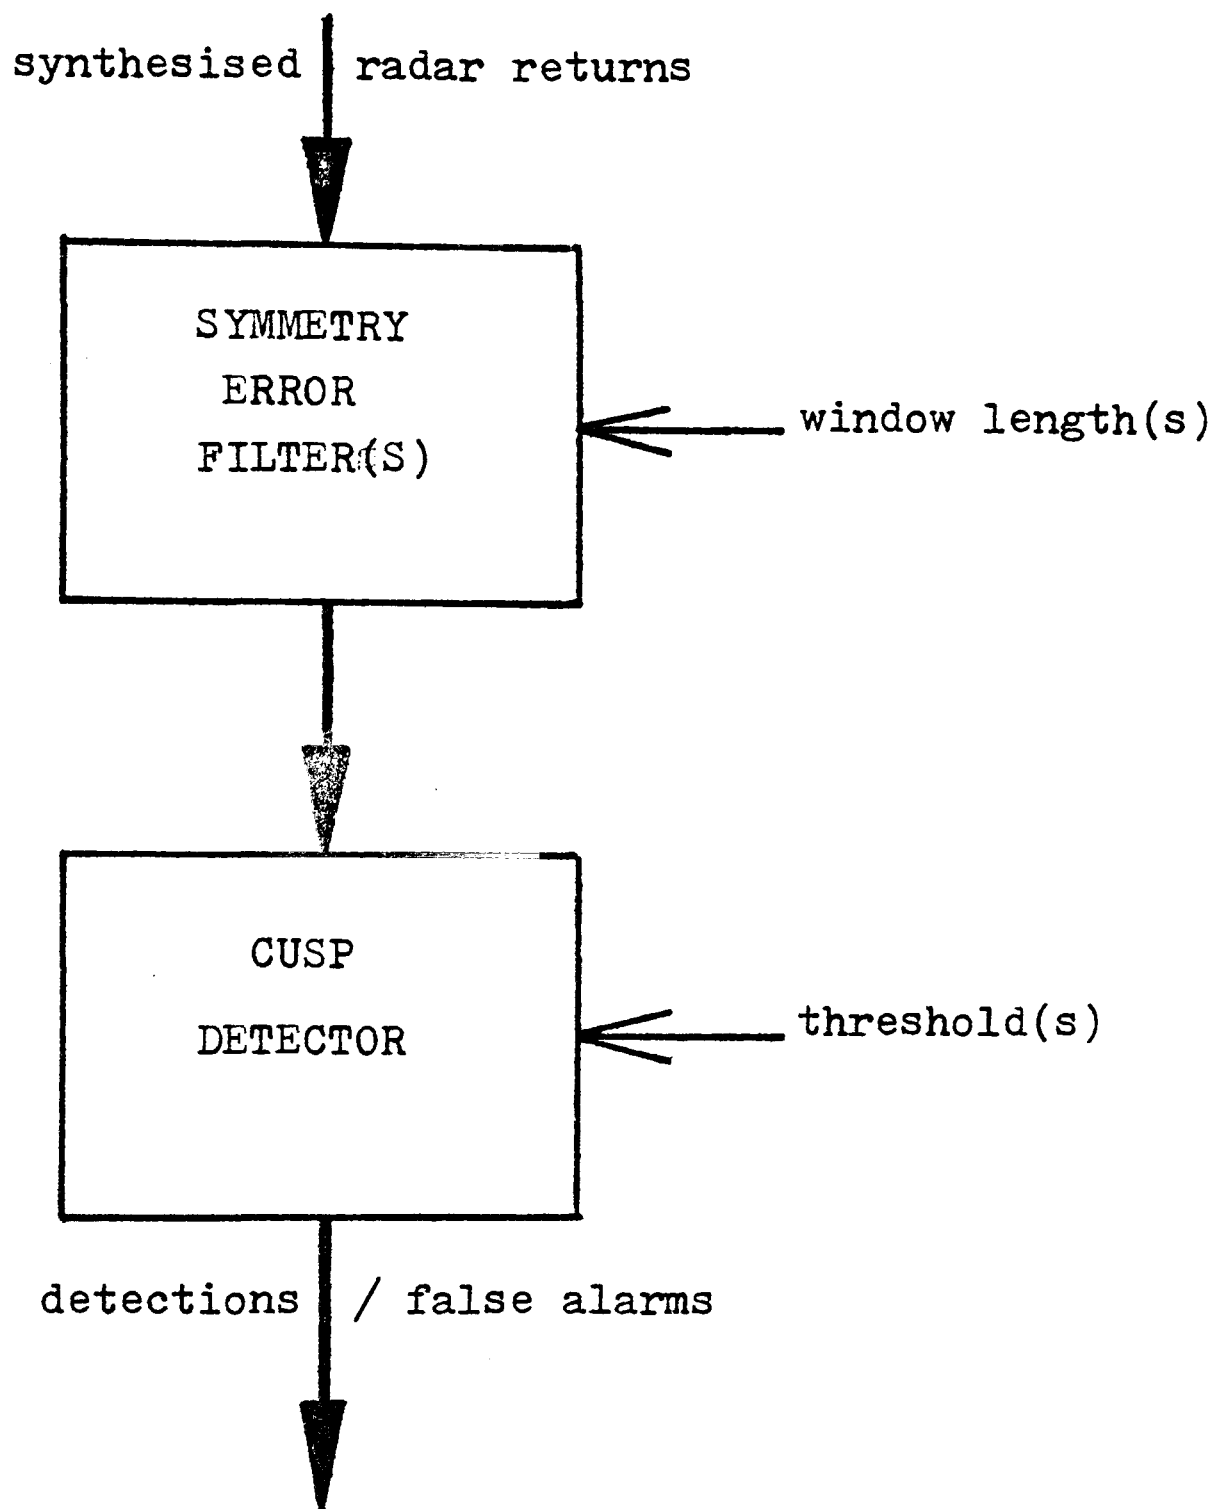 synthesised radar returns
SYMMETRY
ERROR
FILTER(S)
window length(s)
CUSP
DETECTOR
threshold(s)
detections / false alarms